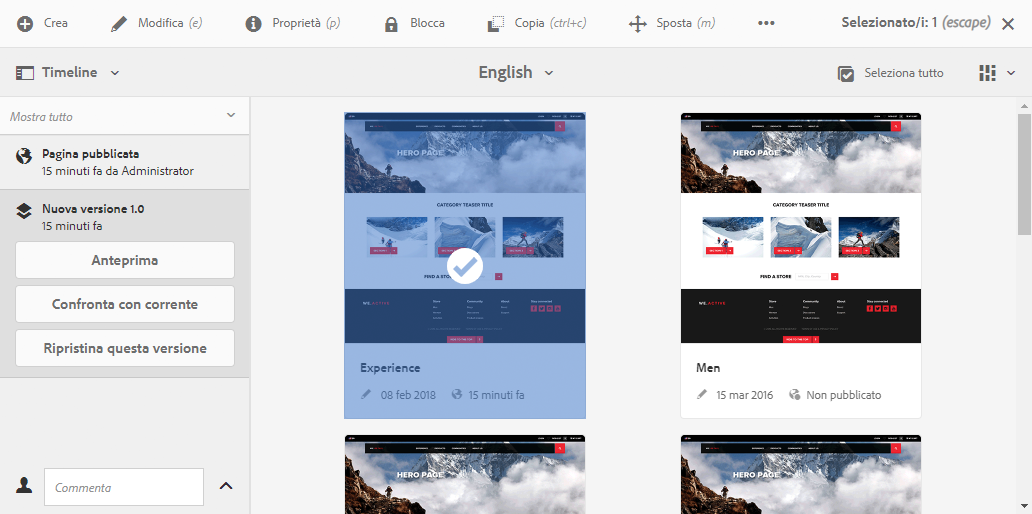 Crea
Modifica (e)
Proprietà (p)
Blocca
Copia (ctrl+c)
Sposta (m)
Selezionato/i: 1 (escape)
Timeline
English
Seleziona tutto
Mostra tutto
Pagina pubblicata
15 minuti fa da Administrator
Nuova versione 1.0
15 minuti fa
Anteprima
Confronta con corrente
Ripristina questa versione
Commenta
HERO PAGE
CATEGORY TEASER TITLE
FIND A STORE
Experience
08 feb 2018
15 minuti fa
HERO PAGE
CATEGORY TEASER TITLE
FIND A STORE
Men
15 mar 2016
Non pubblicato
HERO PAGE
HERO PAGE